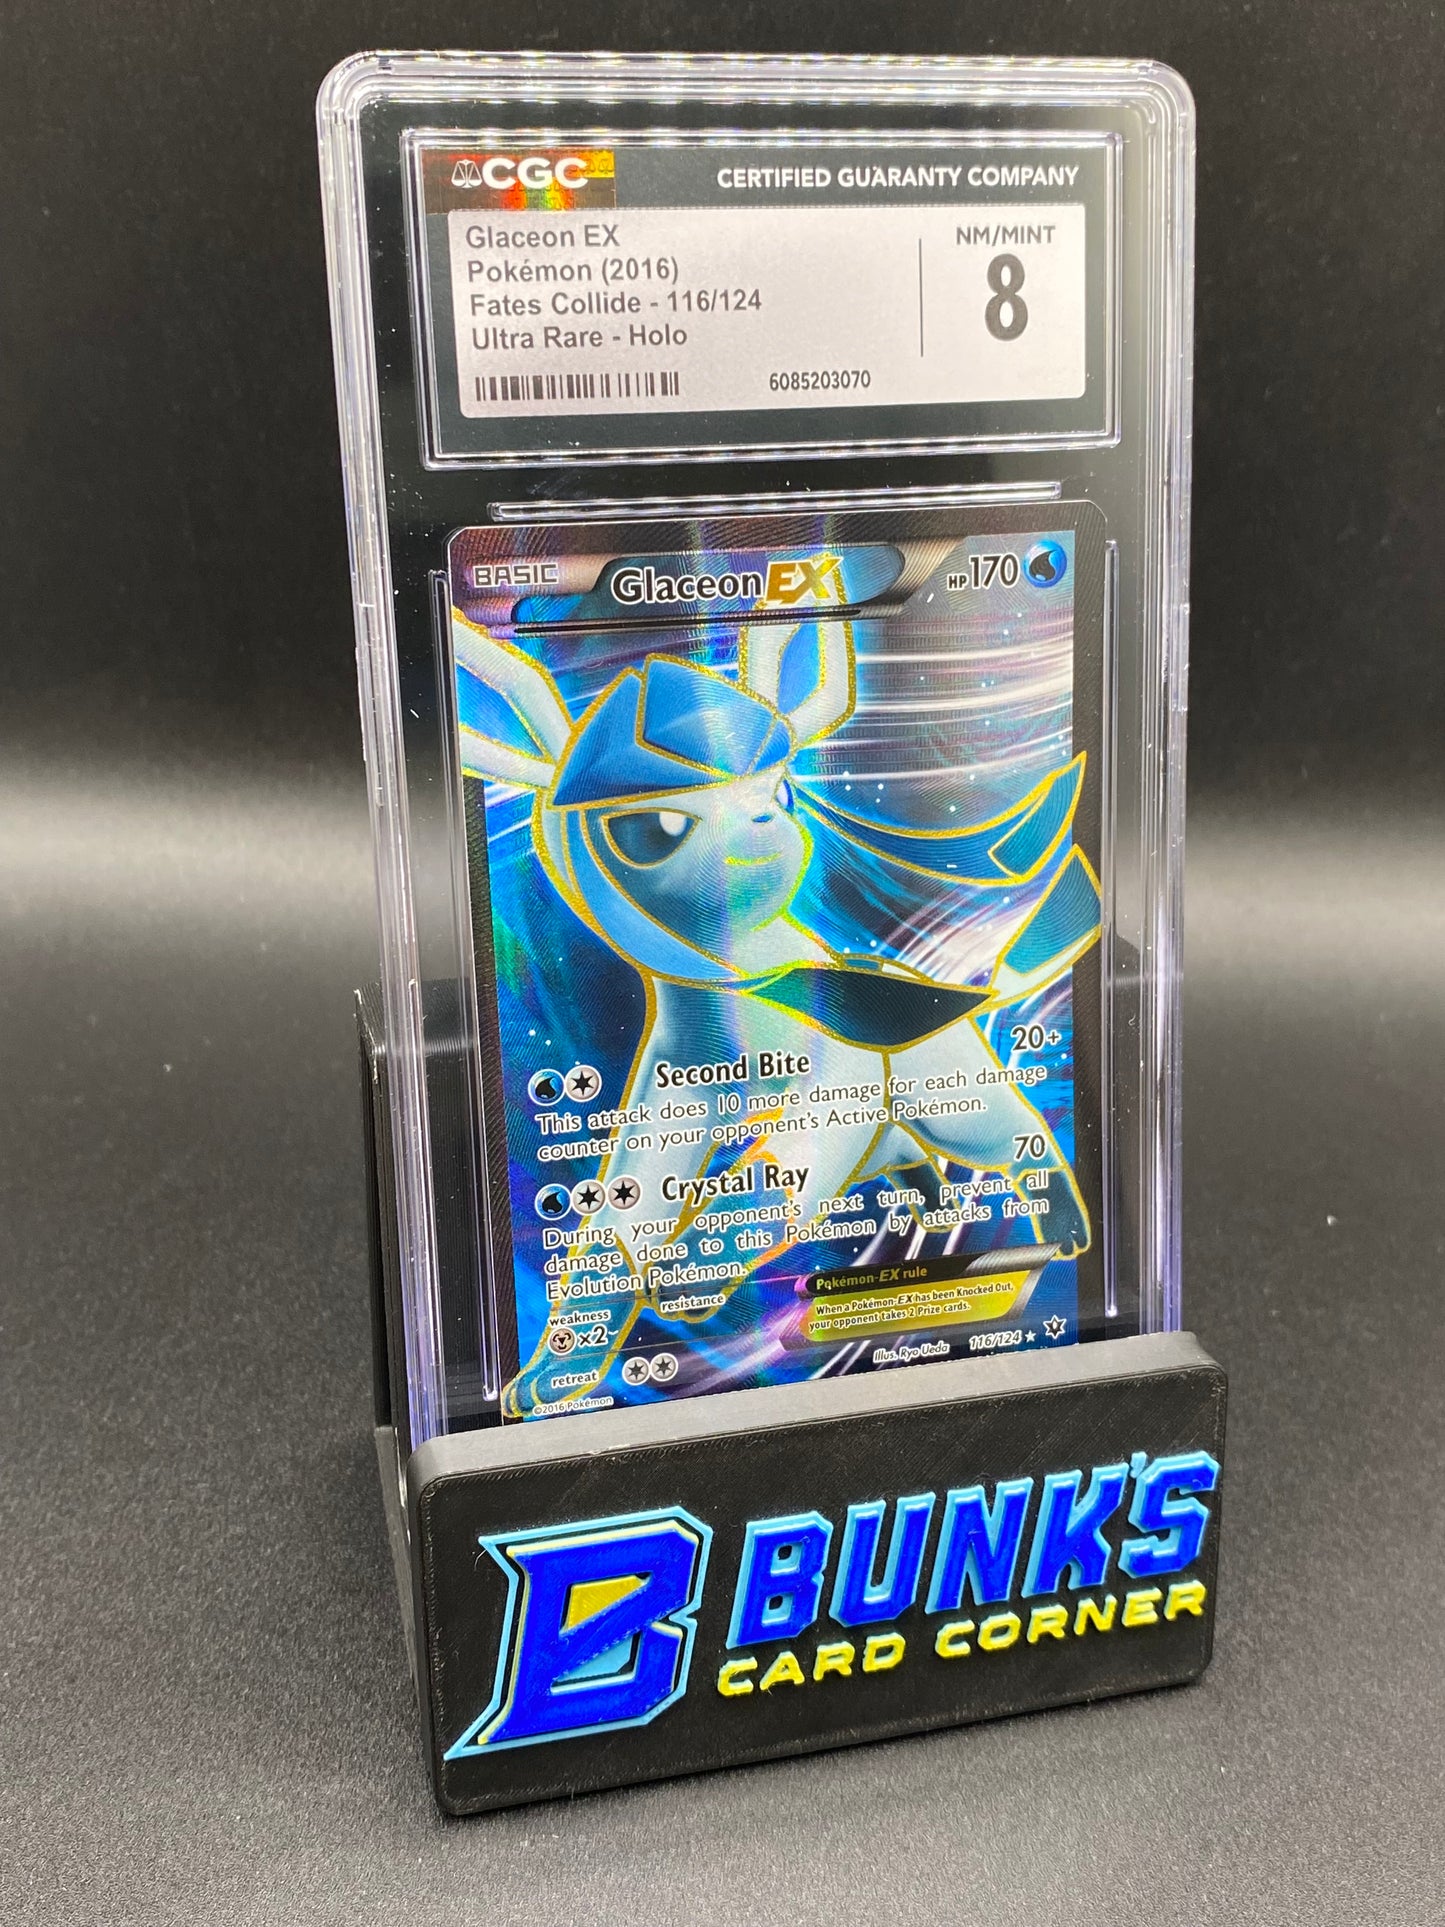 CGC
CERTIFIED GUARANTY COMPANY
Glaceon EX
Pokémon (2016)
Fates Collide - 116/124
Ultra Rare - Holo
NM/MINT
8
6085203070
BASIC
Glaceon EX
HP 170
Second Bite 20+
This attack does 10 more damage for each damage
counter on your opponent's Active Pokémon.
Crystal Ray 70
During your opponent's next turn, prevent all
damage done to this Pokémon by attacks from
Evolution Pokémon.
weakness
×2
resistance
retreat
Pokémon-EX rule
When a Pokémon-EX has been Knocked Out,
your opponent takes 2 Prize cards.
Illus. Ryo Ueda
116/124
©2016 Pokémon
B
BUNK'S
CARD CORNER